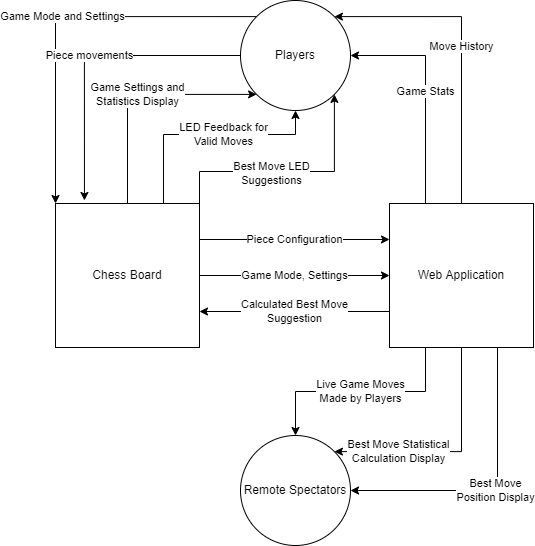 Game Mode and Settings
Move History
Piece movements
Players
Game Settings and
Statistics Display
Game Stats
LED Feedback for
Valid Moves
Best Move LED
Suggestions
Piece Configuration
Chess Board
Game Mode, Settings
Web Application
Calculated Best Move
Suggestion
Live Game Moves
Made by Players
Best Move Statistical
Calculation Display
Remote Spectators
Best Move
Position Display